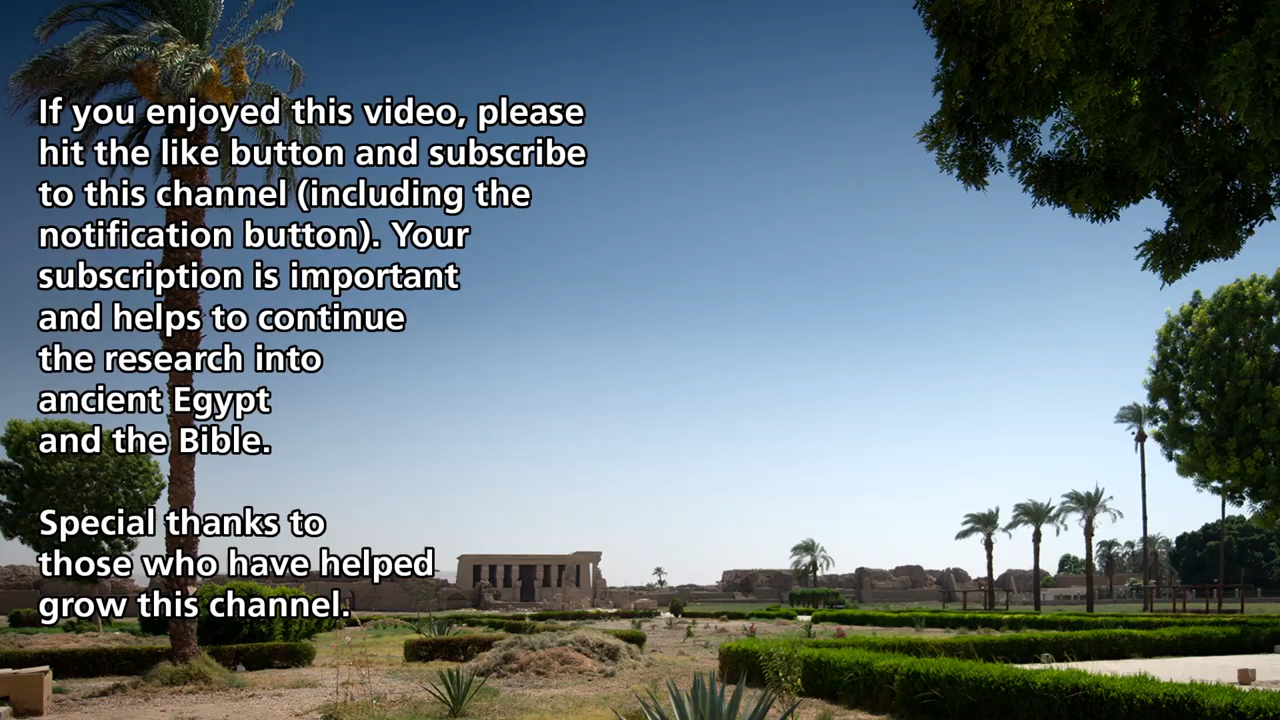 If you enjoyed this video, please
hit the like button and subscribe
to this channel (including the
notification button). Your
subscription is important
and helps to continue
the research into
ancient Egypt
and the Bible.
Special thanks to
those who have helped
grow this channel.